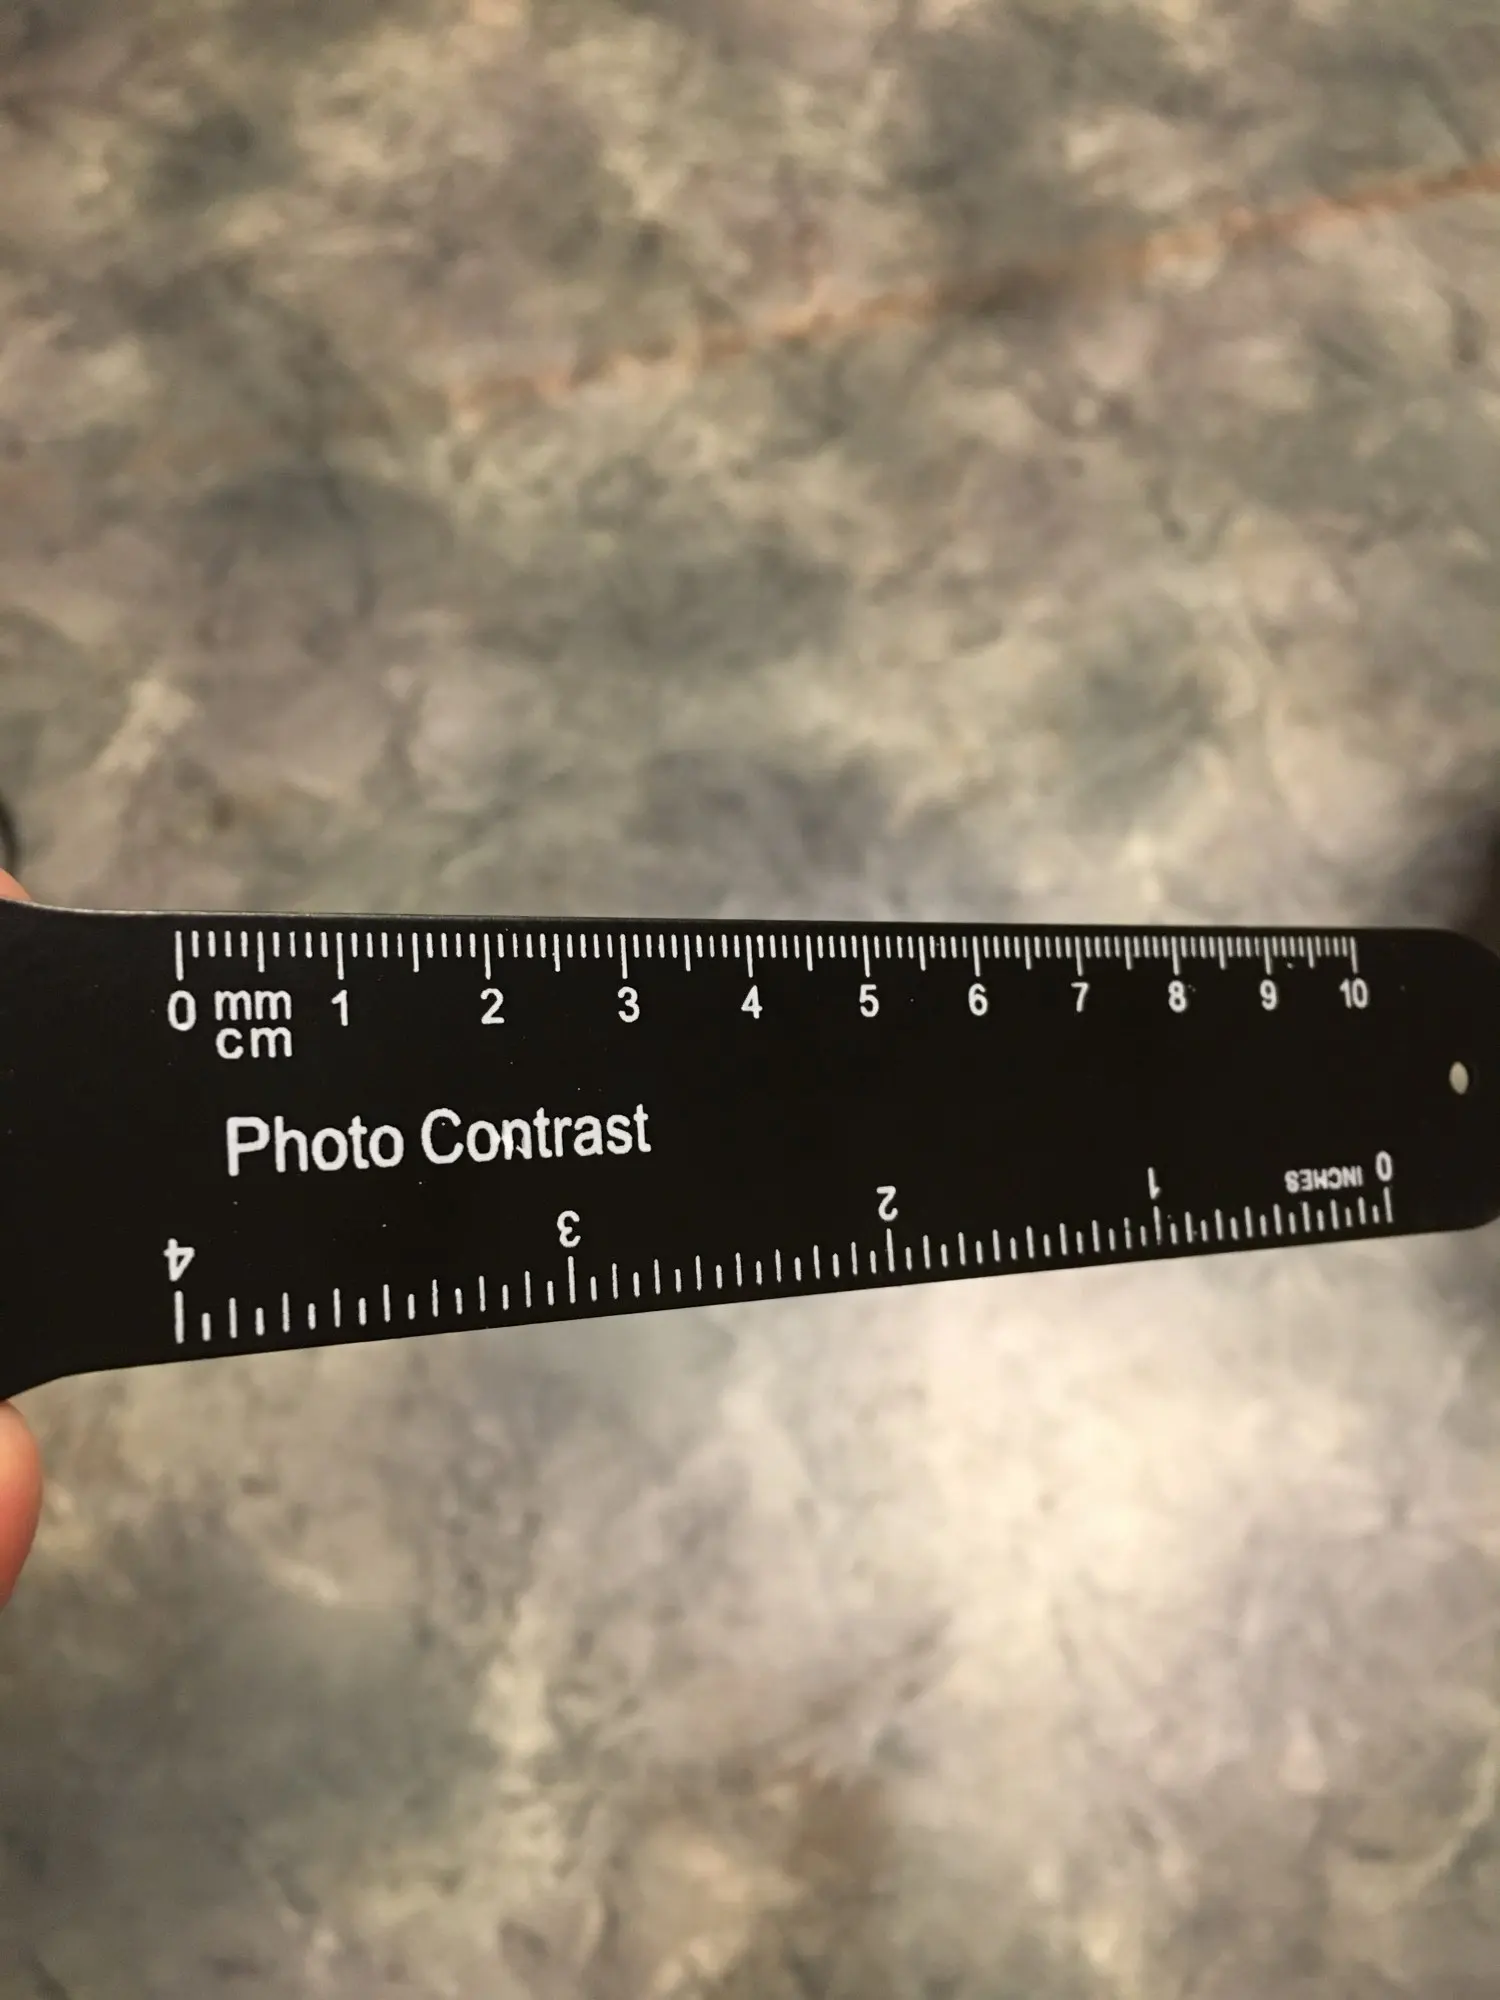 0 mm 1 2 3 4 5 6 7 8 9 10
cm
Photo Contrast
0 INCHES 1 2 3 4